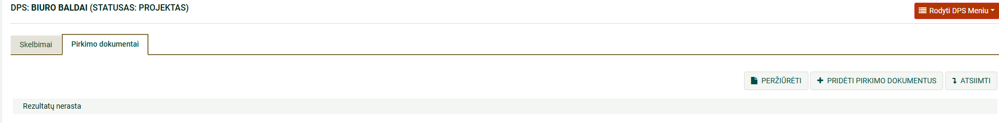 DPS: BIURO BALDAI (STATUSAS: PROJEKTAS)
Rodyti DPS Meniu
Skelbimai
Pirkimo dokumentai
PERŽIŪRĖTI
PRIDĖTI PIRKIMO DOKUMENTUS
ATSIIMTI
Rezultatų nerasta